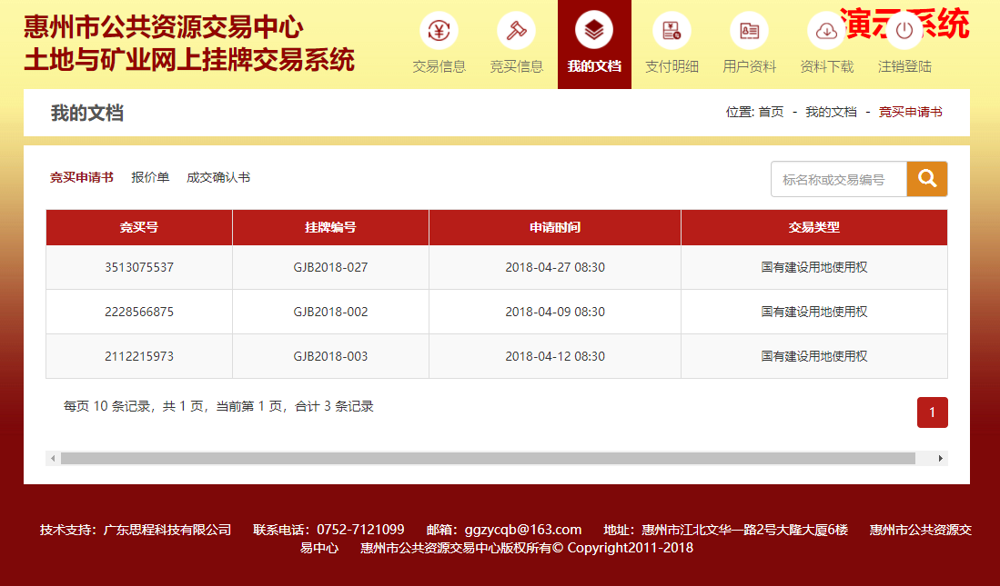 惠州市公共资源交易中心
土地与矿业网上挂牌交易系统
演示系统
交易信息
竞买信息
我的文档
支付明细
用户资料
资料下载
注销登陆
我的文档
位置: 首页 - 我的文档 - 竞买申请书
竞买申请书 报价单 成交确认书
标名称或交易编号
竞买号 挂牌编号 申请时间 交易类型
3513075537 GJB2018-027 2018-04-27 08:30 国有建设用地使用权
2228566875 GJB2018-002 2018-04-09 08:30 国有建设用地使用权
2112215973 GJB2018-003 2018-04-12 08:30 国有建设用地使用权
每页 10 条记录，共 1 页，当前第 1 页，合计 3 条记录
1
技术支持：广东思程科技有限公司 联系电话：0752-7121099 邮箱：ggzycqb@163.com 地址：惠州市江北文华一路2号大隆大厦6楼 惠州市公共资源交
易中心 惠州市公共资源交易中心版权所有© Copyright2011-2018